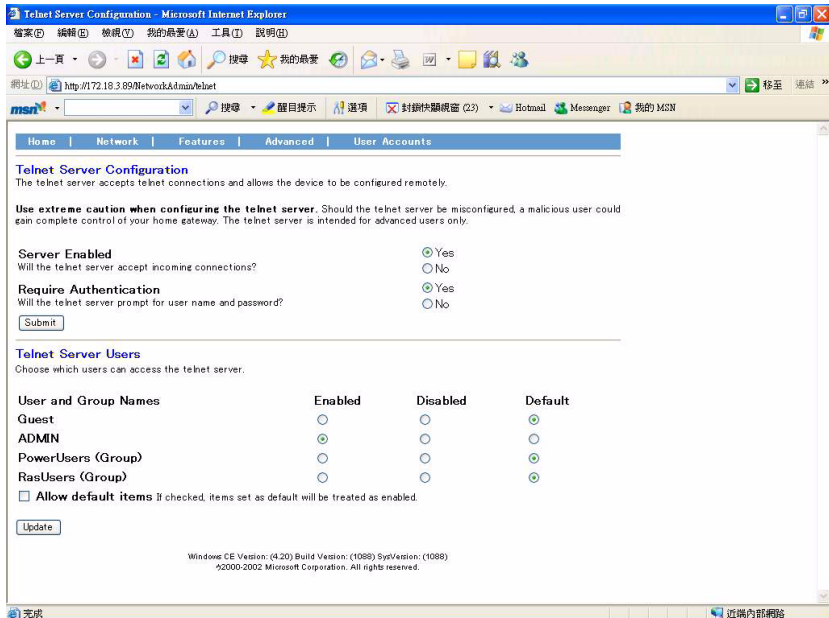 Telnet Server Configuration - Microsoft Internet Explorer
檔案(F) 編輯(E) 檢視(V) 我的最愛(A) 工具(T) 說明(H)
上一頁 搜尋 我的最愛
網址(D) http://172.18.3.89/NetworkAdmin/telnet 移至 連結 »
msn 搜尋 醒目提示 選項 封鎖快顯視窗 (23) Hotmail Messenger 我的 MSN
Home | Network | Features | Advanced | User Accounts
Telnet Server Configuration
The telnet server accepts telnet connections and allows the device to be configured remotely.
Use extreme caution when configuring the telnet server. Should the telnet server be misconfigured, a malicious user could
gain complete control of your home gateway. The telnet server is intended for advanced users only.
Server Enabled Yes
Will the telnet server accept incoming connections? No
Require Authentication Yes
Will the telnet server prompt for user name and password? No
Submit
Telnet Server Users
Choose which users can access the telnet server.
User and Group Names Enabled Disabled Default
Guest
ADMIN
PowerUsers (Group)
RasUsers (Group)
Allow default items If checked, items set as default will be treated as enabled.
Update
Windows CE Version: (4.20) Build Version: (1088) SysVersion: (1088)
2000-2002 Microsoft Corporation. All rights reserved.
完成 近端內部網路